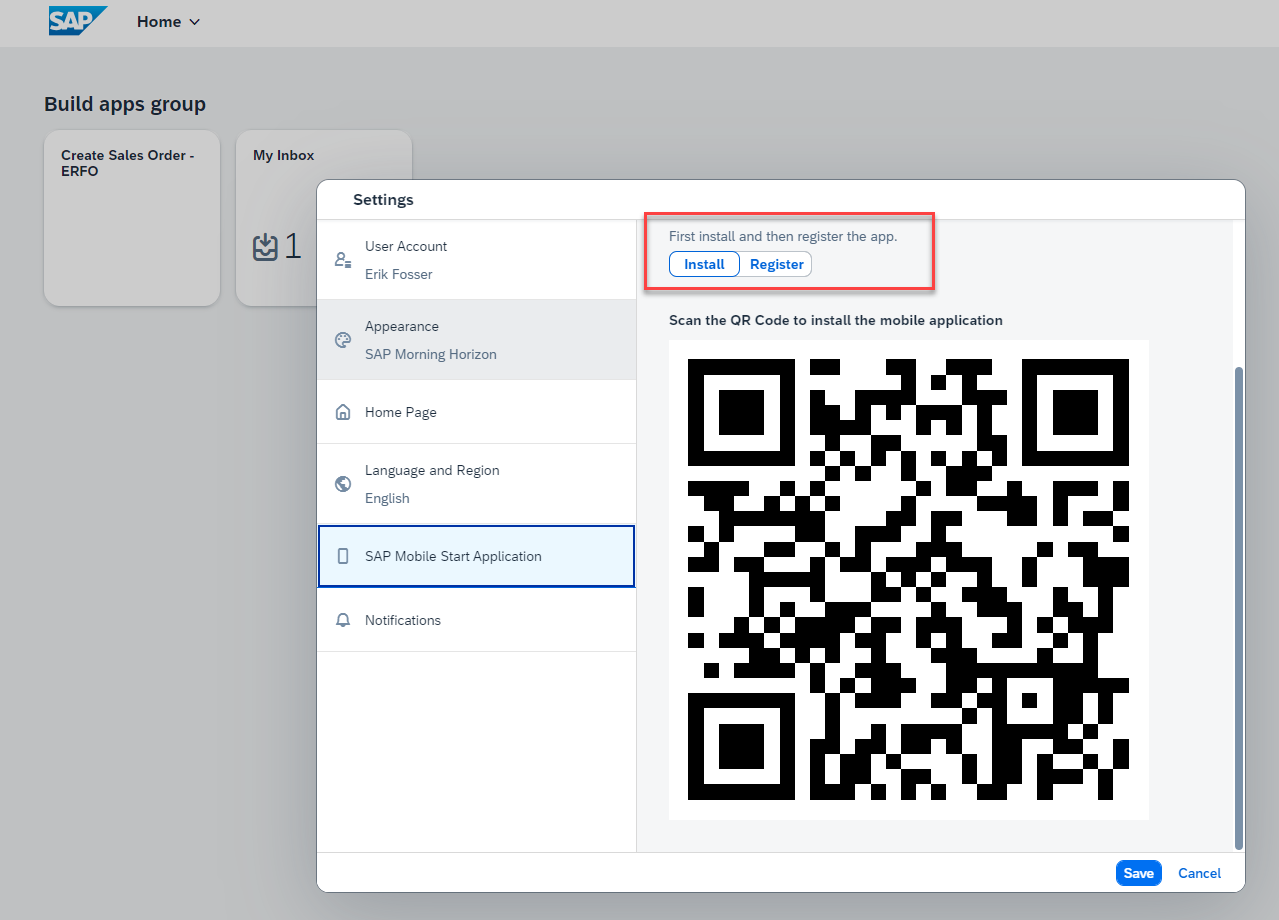 SAP
Home
Build apps group
Create Sales Order -
ERFO
My Inbox
1
Settings
User Account
Erik Fosser
Appearance
SAP Morning Horizon
Home Page
Language and Region
English
SAP Mobile Start Application
Notifications
First install and then register the app.
Install
Register
Scan the QR Code to install the mobile application
Save
Cancel